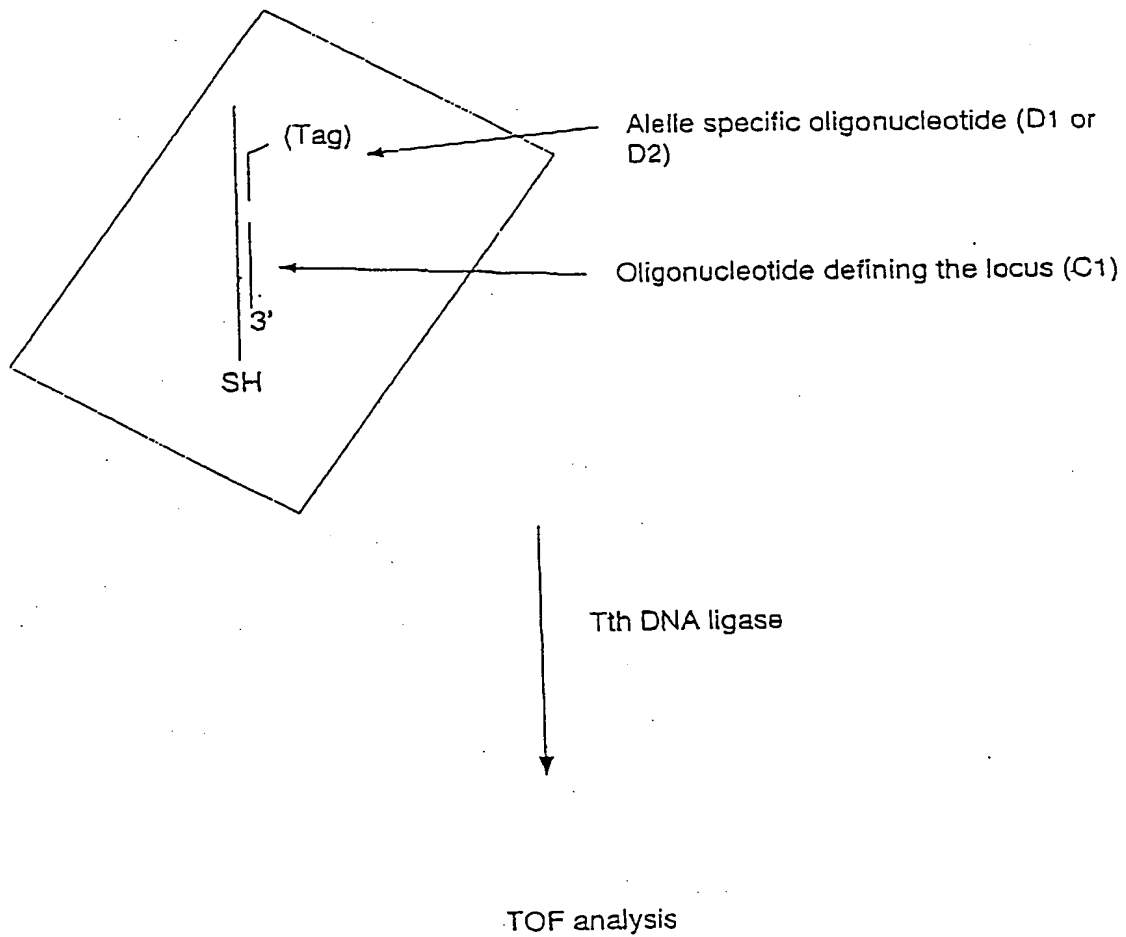 (Tag)
Alelle specific oligonucleotide (D1 or
D2)
Oligonucleotide defining the locus (C1)
3'
SH
Tth DNA ligase
TOF analysis